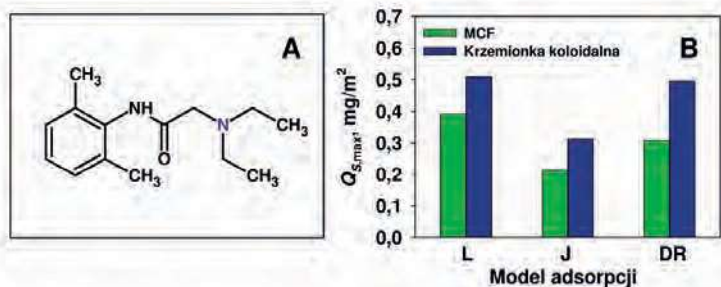 A
CH₃
NH
N
CH₃
O
CH₃
CH₃
B
MCF
Krzemionka koloidalna
Q_S,max, mg/m²
0,7
0,6
0,5
0,4
0,3
0,2
0,1
0,0
L J DR
Model adsorpcji